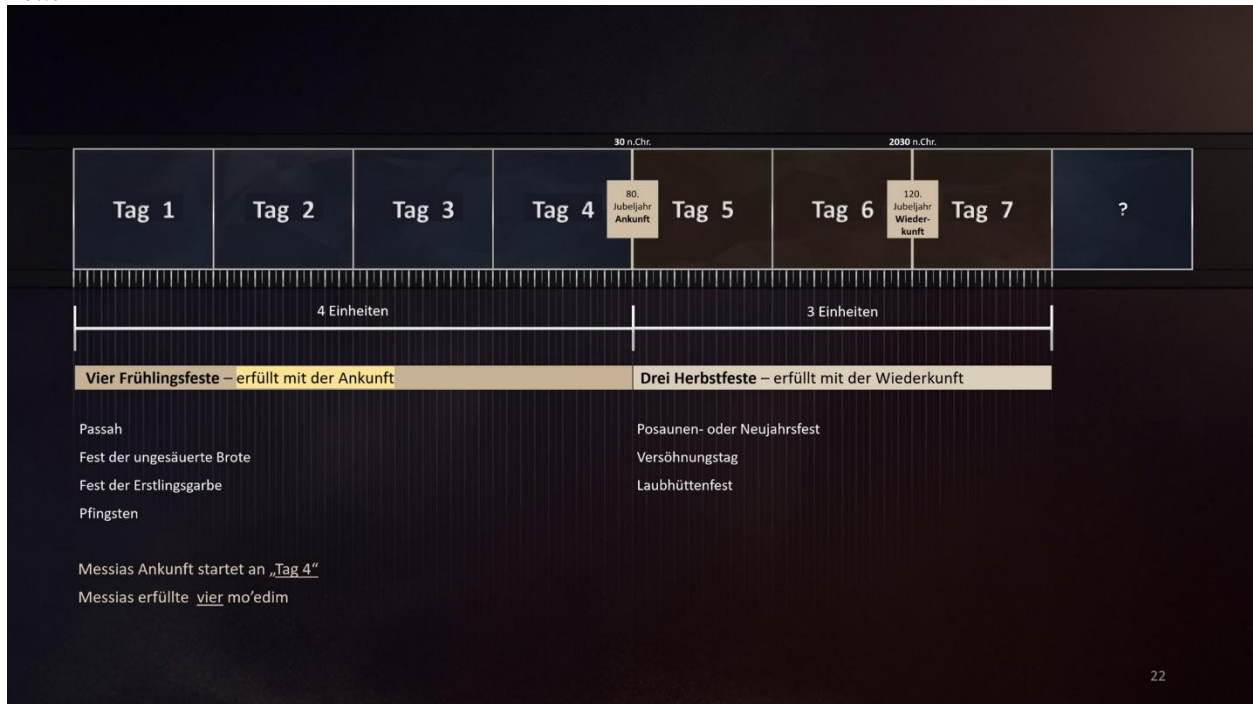 30 n.Chr.
2030 n.Chr.
Tag 1
Tag 2
Tag 3
Tag 4
80.
Jubeljahr
Ankunft
Tag 5
Tag 6
120.
Jubeljahr
Wieder-
kunft
Tag 7
?
4 Einheiten
3 Einheiten
Vier Frühlingsfeste – erfüllt mit der Ankunft
Drei Herbstfeste – erfüllt mit der Wiederkunft
Passah
Fest der ungesäuerte Brote
Fest der Erstlingsgarbe
Pfingsten
Posaunen- oder Neujahrsfest
Versöhnungstag
Laubhüttenfest
Messias Ankunft startet an „Tag 4“
Messias erfüllte vier mo’edim
22